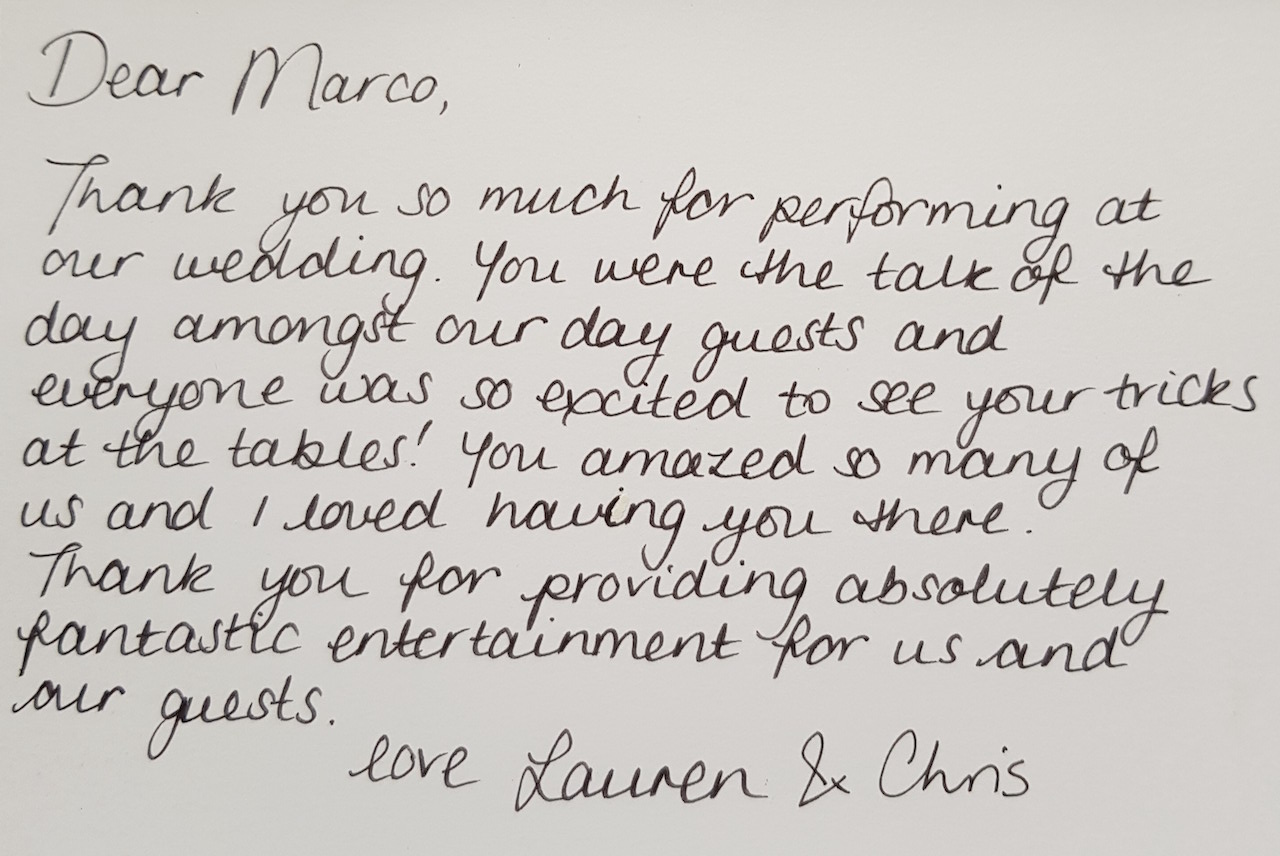 Dear Marco,
Thank you so much for performing at
our wedding. You were the talk of the
day amongst our day guests and
everyone was so excited to see your tricks
at the tables! You amazed so many of
us and I loved having you there.
Thank you for providing absolutely
fantastic entertainment for us and
our guests.
love Lauren & Chris